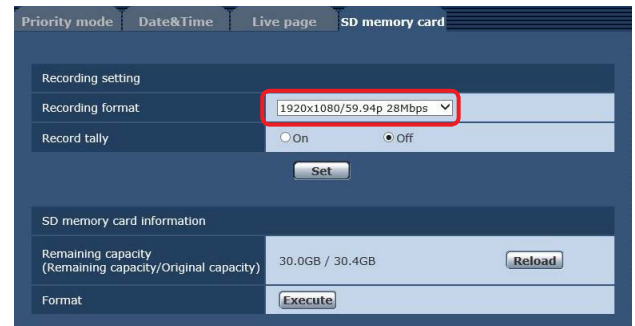 Priority mode Date&Time Live page SD memory card
Recording setting
Recording format 1920x1080/59.94p 28Mbps
Record tally On Off
Set
SD memory card information
Remaining capacity
(Remaining capacity/Original capacity) 30.0GB / 30.4GB Reload
Format Execute